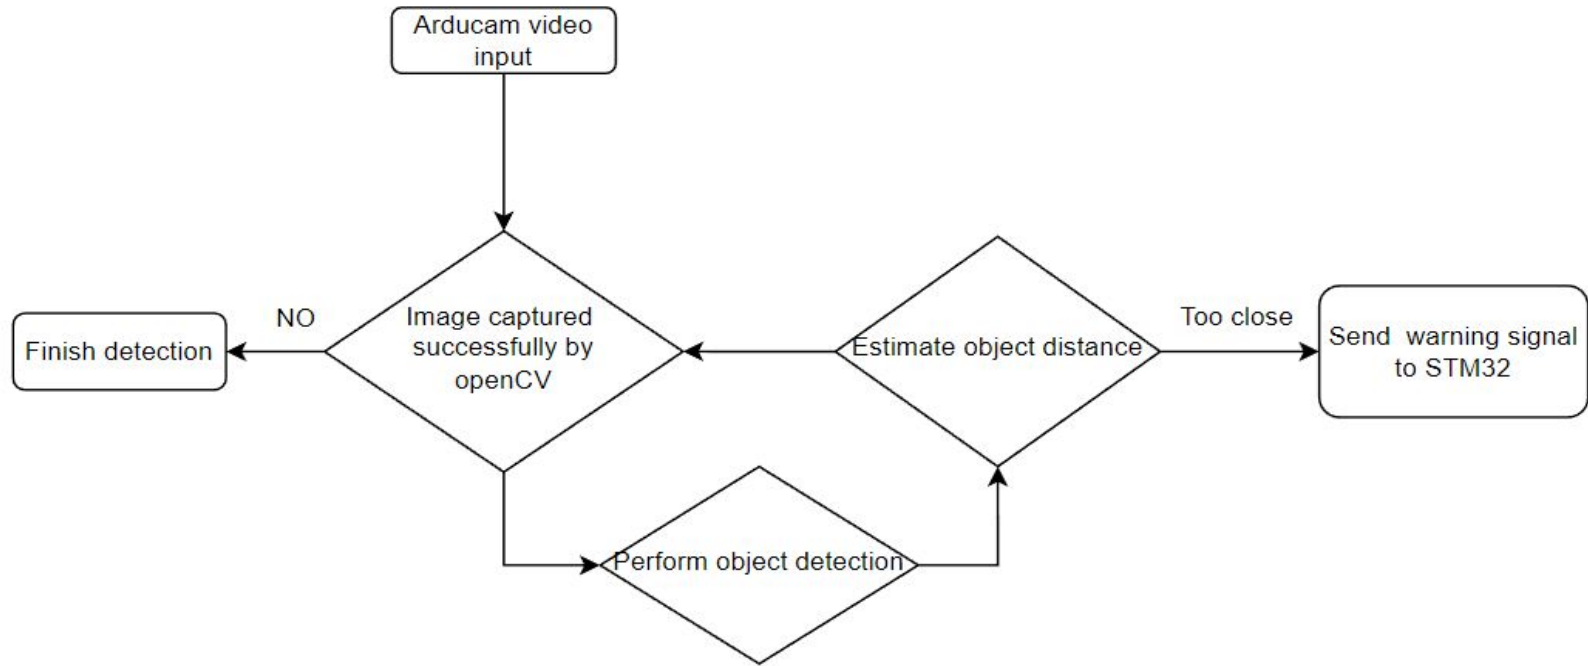 Arducam video
input
NO
Image captured
successfully by
openCV
Finish detection
Estimate object distance
Too close
Send  warning signal
to STM32
Perform object detection